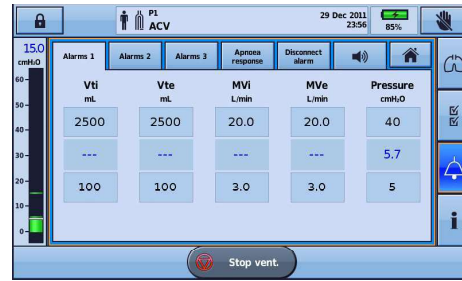 P1
ACV
29 Dec 2011
23:56
85%
15.0
cmH2O
60
50
40
30
20
10
0
Alarms 1
Alarms 2
Alarms 3
Apnoea response
Disconnect alarm
Vti Vte MVi MVe Pressure
mL mL L/min L/min cmH2O
2500 2500 20.0 20.0 40
--- --- --- --- 5.7
100 100 3.0 3.0 5
i
Stop vent.